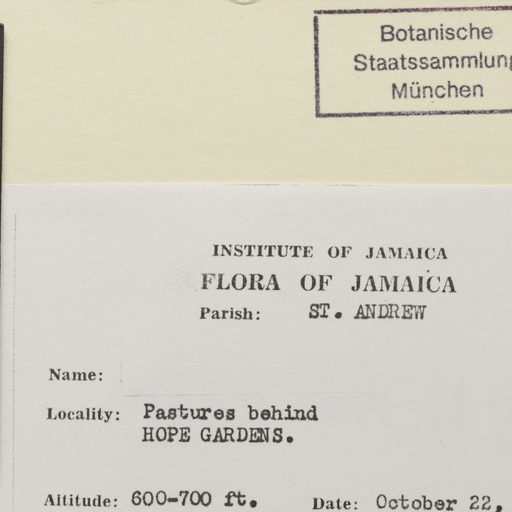 Botanische
Staatssammlung
München
INSTITUTE OF JAMAICA
FLORA OF JAMAICA
Parish: ST. ANDREW
Name:
Locality: Pastures behind
HOPE GARDENS.
Altitude: 600-700 ft. Date: October 22,